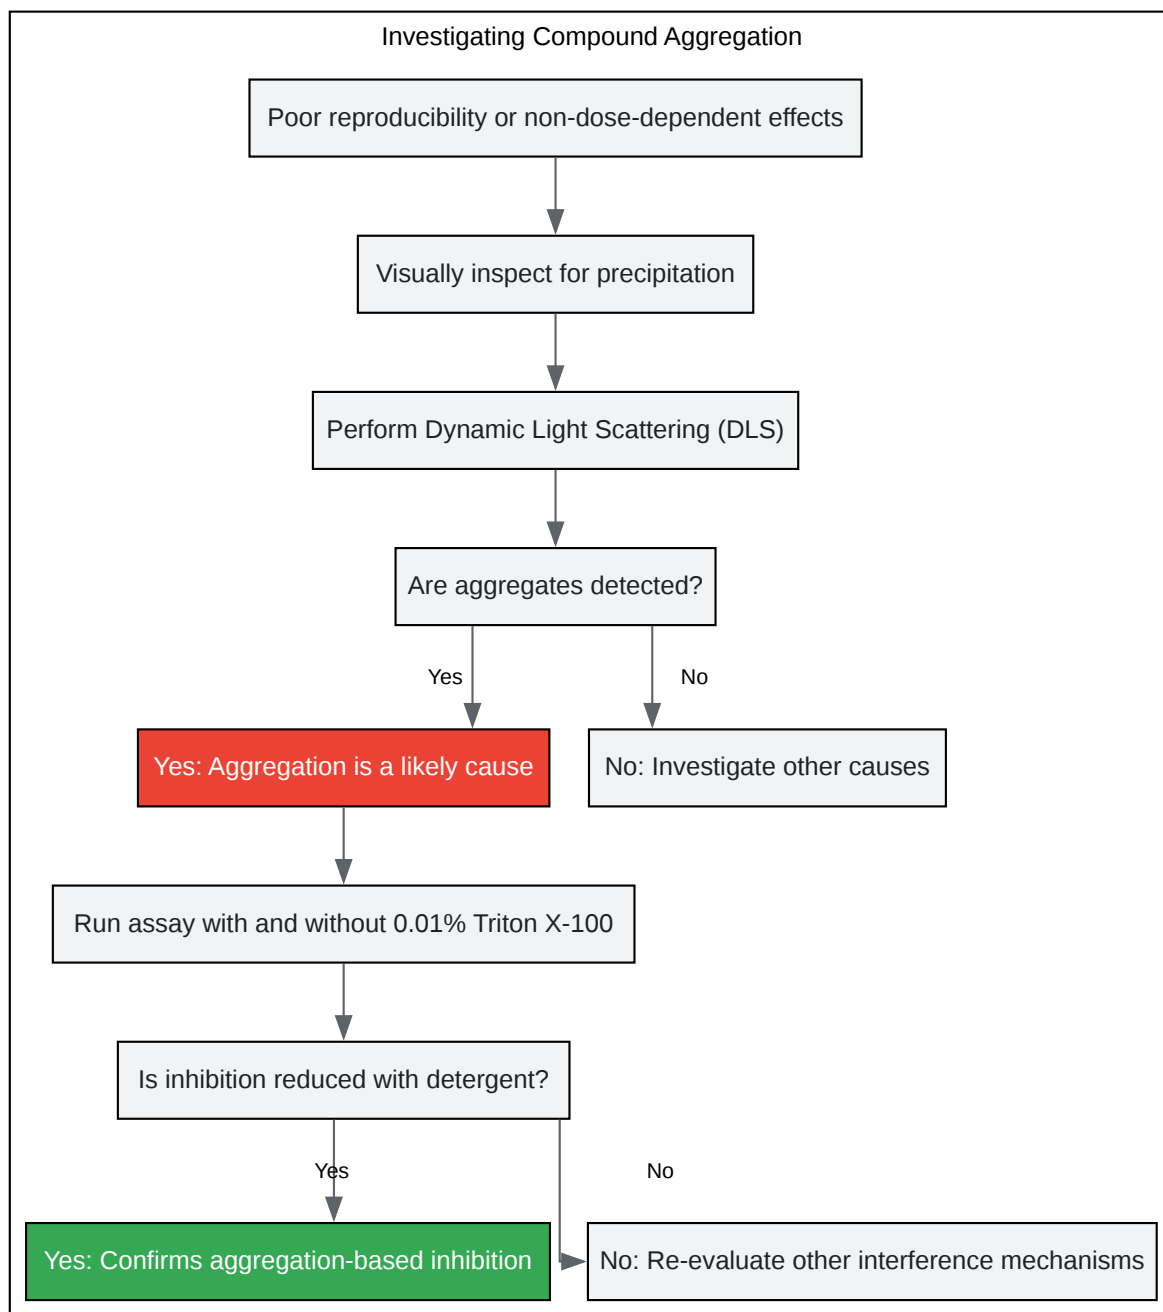 Investigating Compound Aggregation
Poor reproducibility or non-dose-dependent effects
Visually inspect for precipitation
Perform Dynamic Light Scattering (DLS)
Are aggregates detected?
Yes
No
Yes: Aggregation is a likely cause
No: Investigate other causes
Run assay with and without 0.01% Triton X-100
Is inhibition reduced with detergent?
Yes
No
Yes: Confirms aggregation-based inhibition
No: Re-evaluate other interference mechanisms